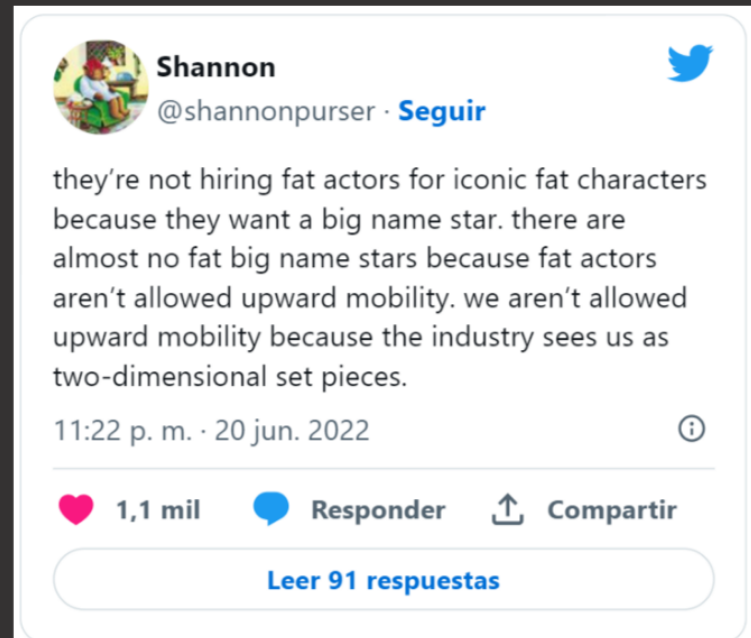 Shannon
@shannonpurser · Seguir
they’re not hiring fat actors for iconic fat characters
because they want a big name star. there are
almost no fat big name stars because fat actors
aren’t allowed upward mobility. we aren’t allowed
upward mobility because the industry sees us as
two-dimensional set pieces.
11:22 p. m. · 20 jun. 2022
1,1 mil Responder Compartir
Leer 91 respuestas